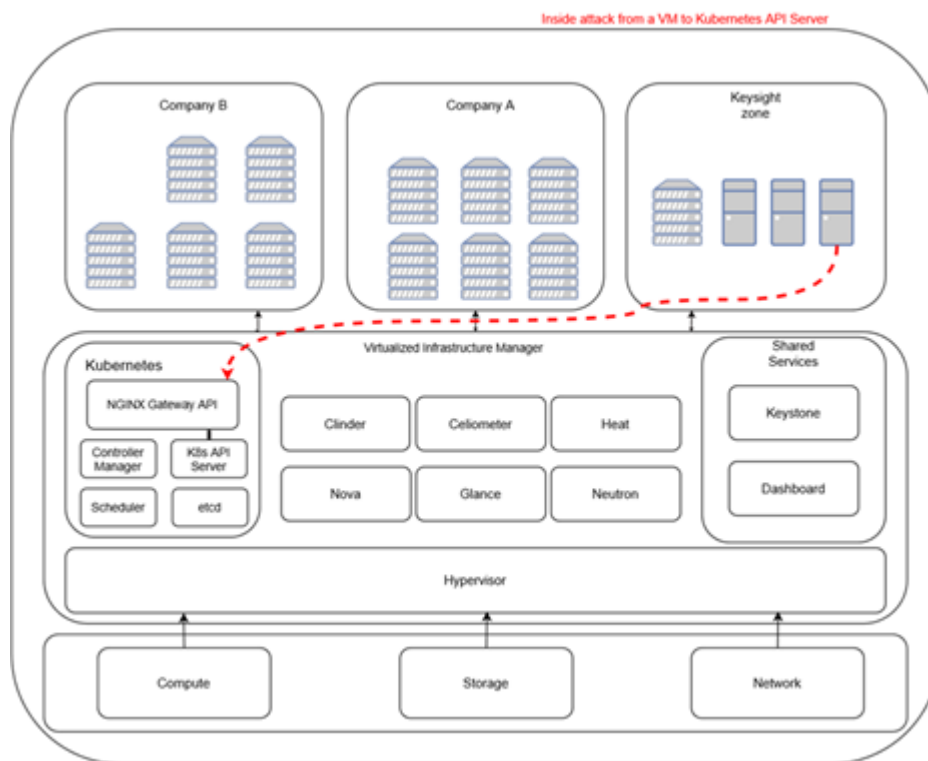 Inside attack from a VM to Kubernetes API Server
Company B
Company A
Keysight
zone
Virtualized Infrastructure Manager
Kubernetes
NGINX Gateway API
Controller
Manager
K8s API
Server
Scheduler
etcd
Clinder
Celiometer
Heat
Nova
Glance
Neutron
Shared
Services
Keystone
Dashboard
Hypervisor
Compute
Storage
Network